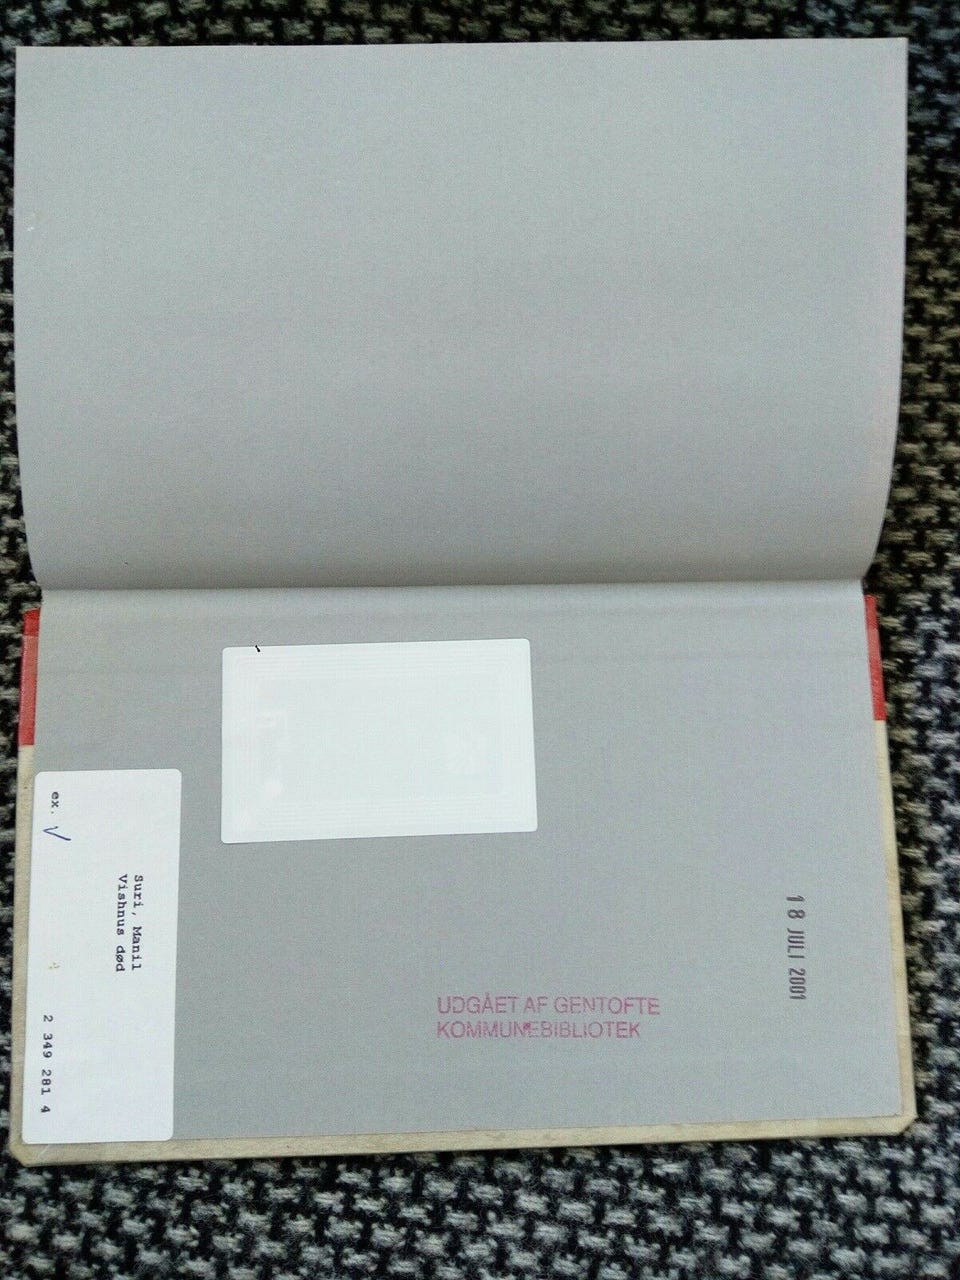 ex. V
Suri, Manil
Vishnus død
2 349 281 4
18 JULI 2001
UDGÅET AF GENTOFTE
KOMMUNEBIBLIOTEK